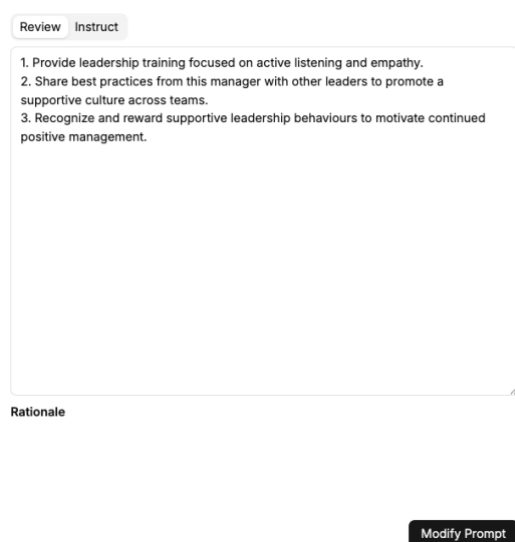 Review Instruct
1. Provide leadership training focused on active listening and empathy.
2. Share best practices from this manager with other leaders to promote a
supportive culture across teams.
3. Recognize and reward supportive leadership behaviours to motivate continued
positive management.
Rationale
Modify Prompt